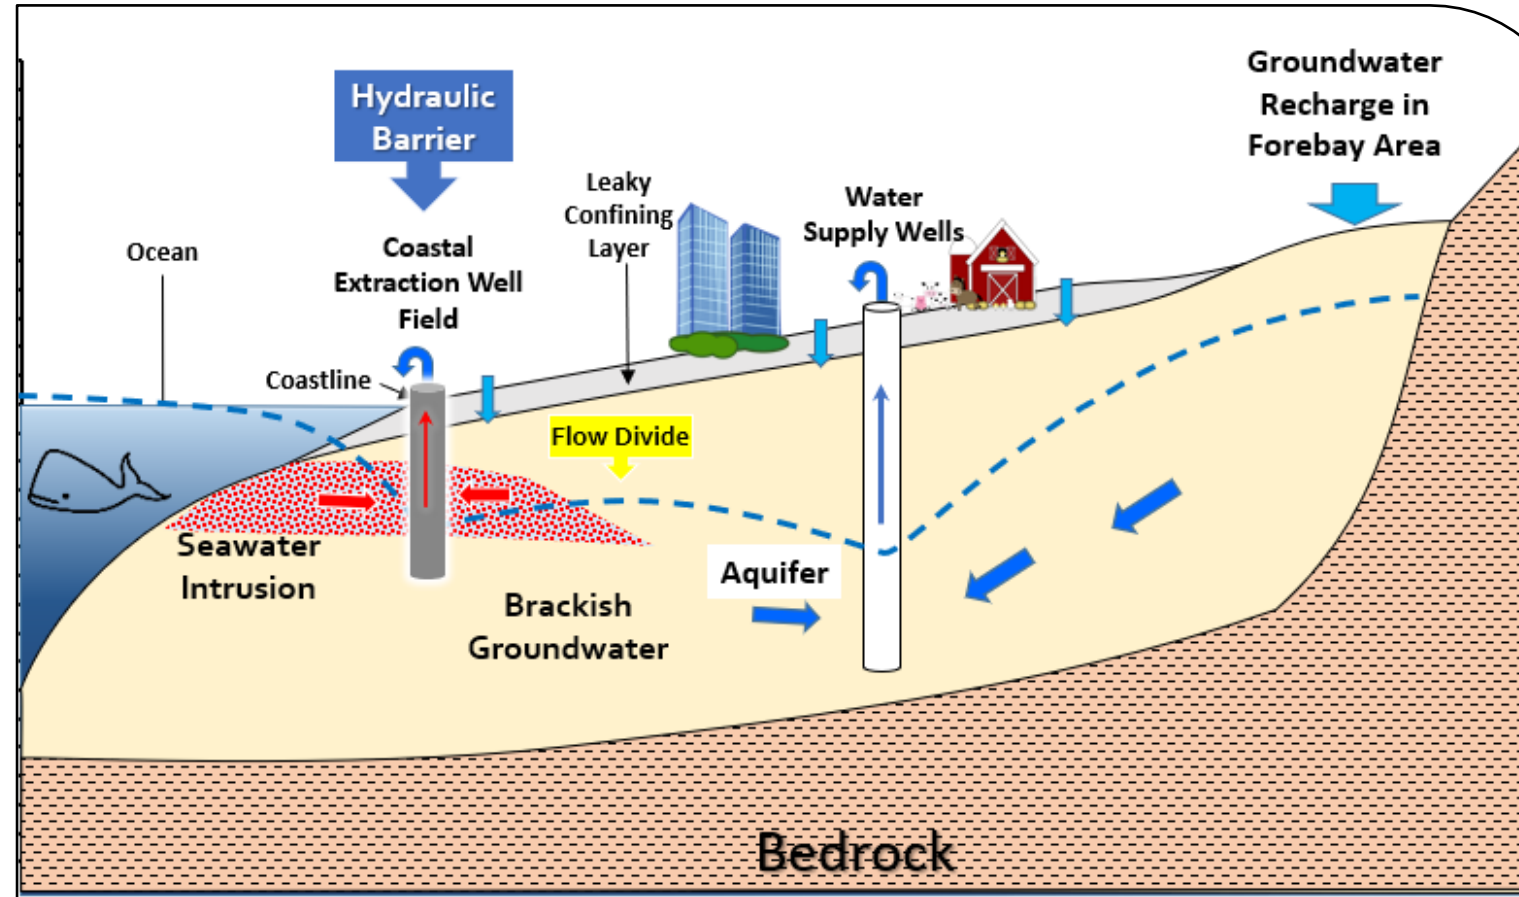 Groundwater
Recharge in
Forebay Area
Hydraulic
Barrier
Leaky
Confining
Layer
Water
Supply Wells
Ocean
Coastal
Extraction Well
Field
Coastline
Flow Divide
Seawater
Intrusion
Aquifer
Brackish
Groundwater
Bedrock